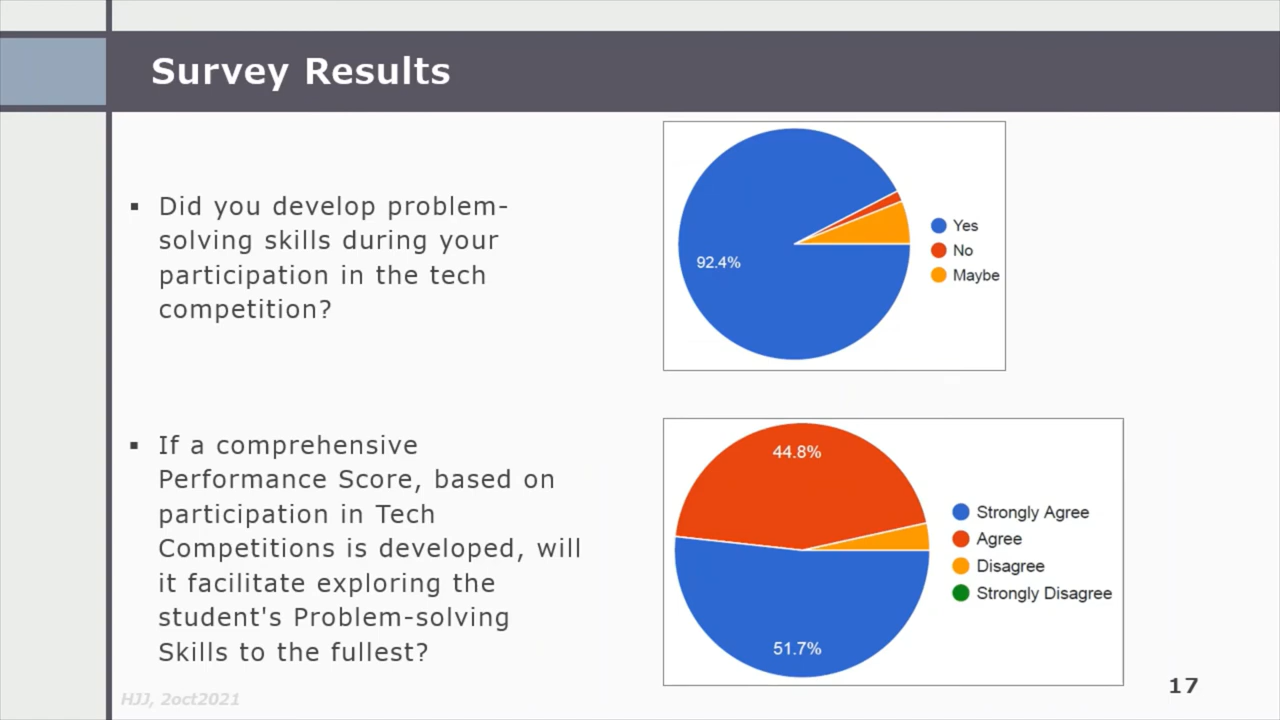 Survey Results
▪ Did you develop problem-
solving skills during your
participation in the tech
competition?
92.4%
Yes
No
Maybe
▪ If a comprehensive
Performance Score, based on
participation in Tech
Competitions is developed, will
it facilitate exploring the
student's Problem-solving
Skills to the fullest?
44.8%
51.7%
Strongly Agree
Agree
Disagree
Strongly Disagree
HJJ, 2oct2021
17